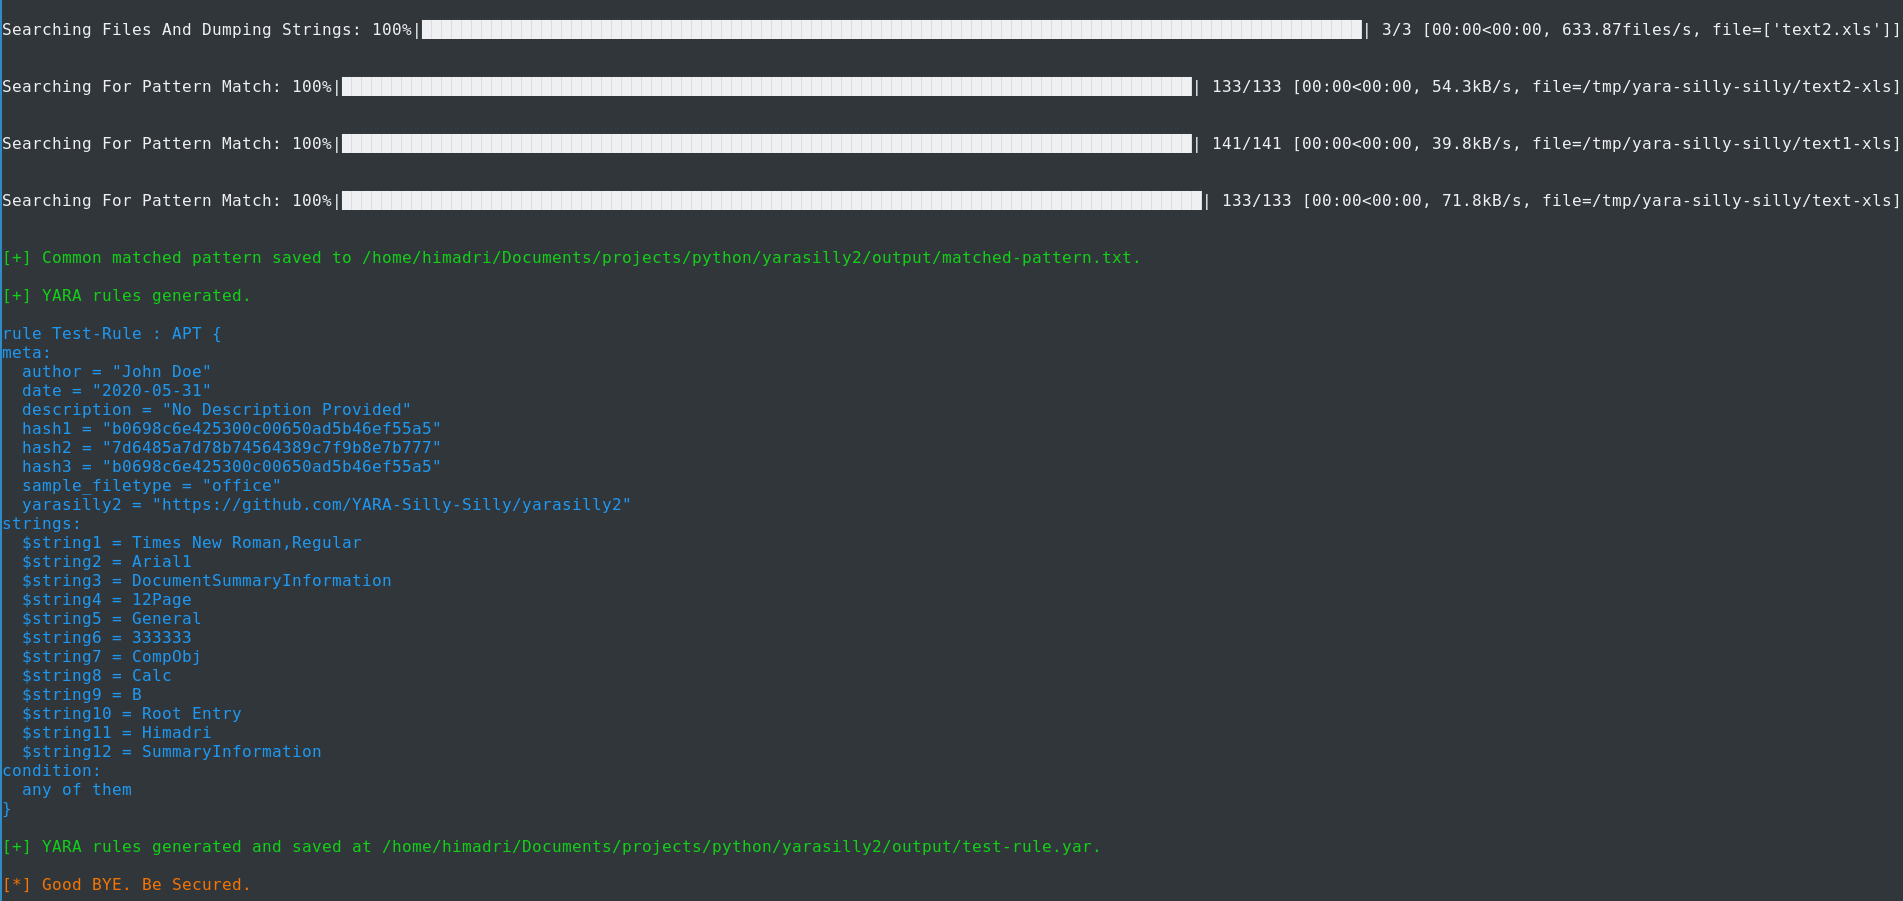 Searching Files And Dumping Strings: 100%|██████████| 3/3 [00:00<00:00, 633.87files/s, file=['text2.xls']]
Searching For Pattern Match: 100%|██████████| 133/133 [00:00<00:00, 54.3kB/s, file=/tmp/yara-silly-silly/text2-xls]
Searching For Pattern Match: 100%|██████████| 141/141 [00:00<00:00, 39.8kB/s, file=/tmp/yara-silly-silly/text1-xls]
Searching For Pattern Match: 100%|██████████| 133/133 [00:00<00:00, 71.8kB/s, file=/tmp/yara-silly-silly/text-xls]
[+] Common matched pattern saved to /home/himadri/Documents/projects/python/yarasilly2/output/matched-pattern.txt.
[+] YARA rules generated.
rule Test-Rule : APT {
meta:
  author = "John Doe"
  date = "2020-05-31"
  description = "No Description Provided"
  hash1 = "b0698c6e425300c00650ad5b46ef55a5"
  hash2 = "7d6485a7d78b74564389c7f9b8e7b777"
  hash3 = "b0698c6e425300c00650ad5b46ef55a5"
  sample_filetype = "office"
  yarasilly2 = "https://github.com/YARA-Silly-Silly/yarasilly2"
strings:
  $string1 = Times New Roman,Regular
  $string2 = Arial1
  $string3 = DocumentSummaryInformation
  $string4 = 12Page
  $string5 = General
  $string6 = 333333
  $string7 = CompObj
  $string8 = Calc
  $string9 = B
  $string10 = Root Entry
  $string11 = Himadri
  $string12 = SummaryInformation
condition:
  any of them
}
[+] YARA rules generated and saved at /home/himadri/Documents/projects/python/yarasilly2/output/test-rule.yar.
[*] Good BYE. Be Secured.